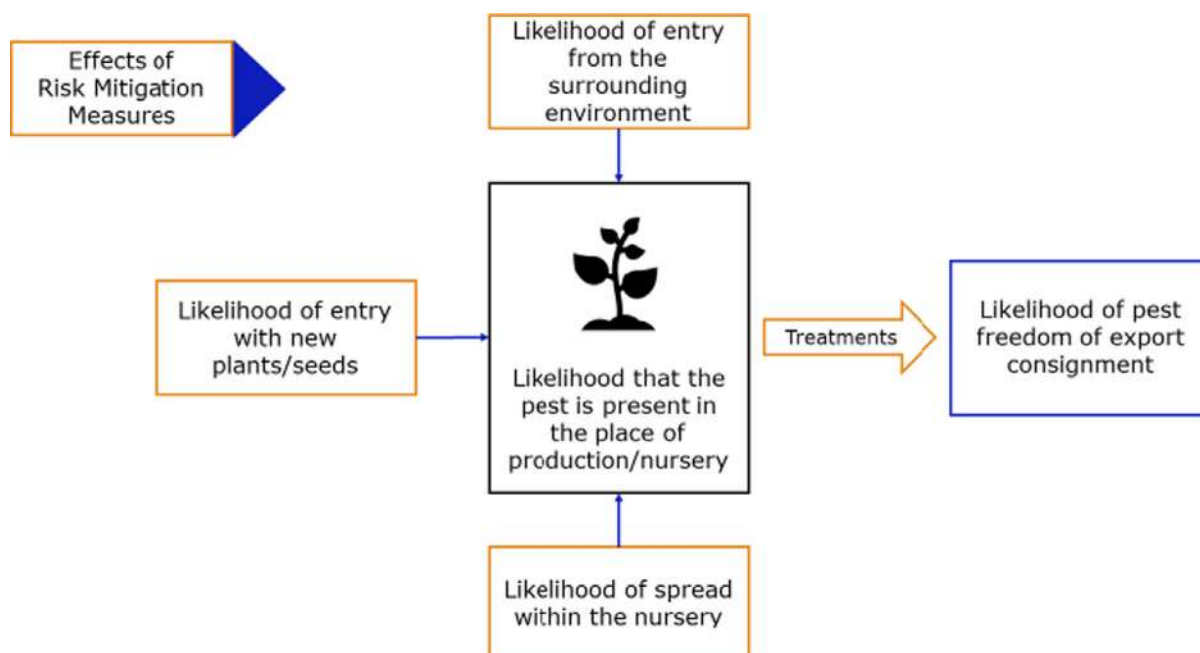 Effects of
Risk Mitigation
Measures
Likelihood of entry
from the
surrounding
environment
Likelihood of entry
with new
plants/seeds
Likelihood that the
pest is present in
the place of
production/nursery
Treatments
Likelihood of pest
freedom of export
consignment
Likelihood of spread
within the nursery